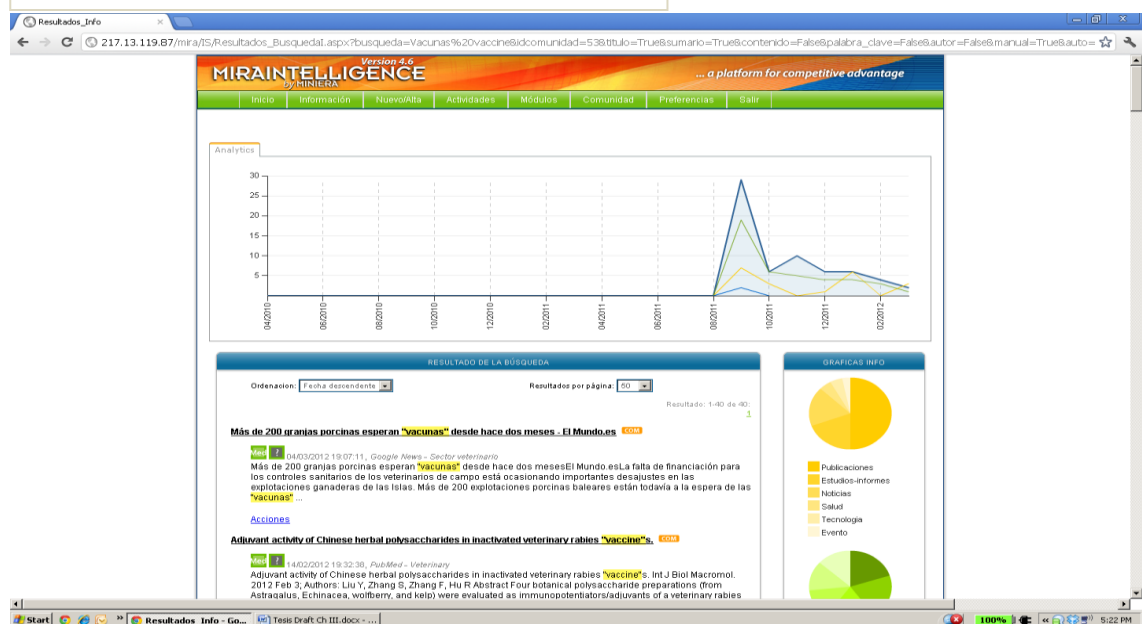 Resultados_Info
217.13.119.87/mira/IS/Resultados_BusquedaI.aspx?busqueda=Vacunas%20vaccine&idcomunidad=53&titulo=True&sumario=True&contenido=False&palabra_clave=False&autor=False&manual=True&auto=
MIRAINTELLIGENCE
Version 4.6
by MINIERA
... a platform for competitive advantage
Inicio Información Nuevo/Alta Actividades Módulos Comunidad Preferencias Salir
Analytics
30
25
20
15
10
5
04/2010 06/2010 08/2010 10/2010 12/2010 02/2011 04/2011 06/2011 08/2011 10/2011 12/2011 02/2012
RESULTADO DE LA BÚSQUEDA
Ordenacion: Fecha descendente Resultados por página: 50
Resultado: 1-40 de 40:
1
Más de 200 granjas porcinas esperan "vacunas" desde hace dos meses - El Mundo.es COM
Med ? 04/03/2012 19:07:11, Google News - Sector veterinario
Más de 200 granjas porcinas esperan "vacunas" desde hace dos mesesEl Mundo.esLa falta de financiación para
los controles sanitarios de los veterinarios de campo está ocasionando importantes desajustes en las
explotaciones ganaderas de las Islas. Más de 200 explotaciones porcinas baleares están todavía a la espera de las
"vacunas" ...
Acciones
Adjuvant activity of Chinese herbal polysaccharides in inactivated veterinary rabies "vaccine"s. COM
Med ? 14/02/2012 19:32:38, PubMed - Veterinary
Adjuvant activity of Chinese herbal polysaccharides in inactivated veterinary rabies "vaccine"s. Int J Biol Macromol.
2012 Feb 3; Authors: Liu Y, Zhang S, Zhang F, Hu R Abstract Four botanical polysaccharide preparations (from
Astragalus, Echinacea, wolfberry, and kelp) were evaluated as immunopotentiators/adjuvants of a veterinary rabies
GRAFICAS INFO
Publicaciones
Estudios-informes
Noticias
Salud
Tecnologia
Evento
Start Resultados_Info - Go... Tesis Draft Ch III.docx - ... 100% 5:22 PM